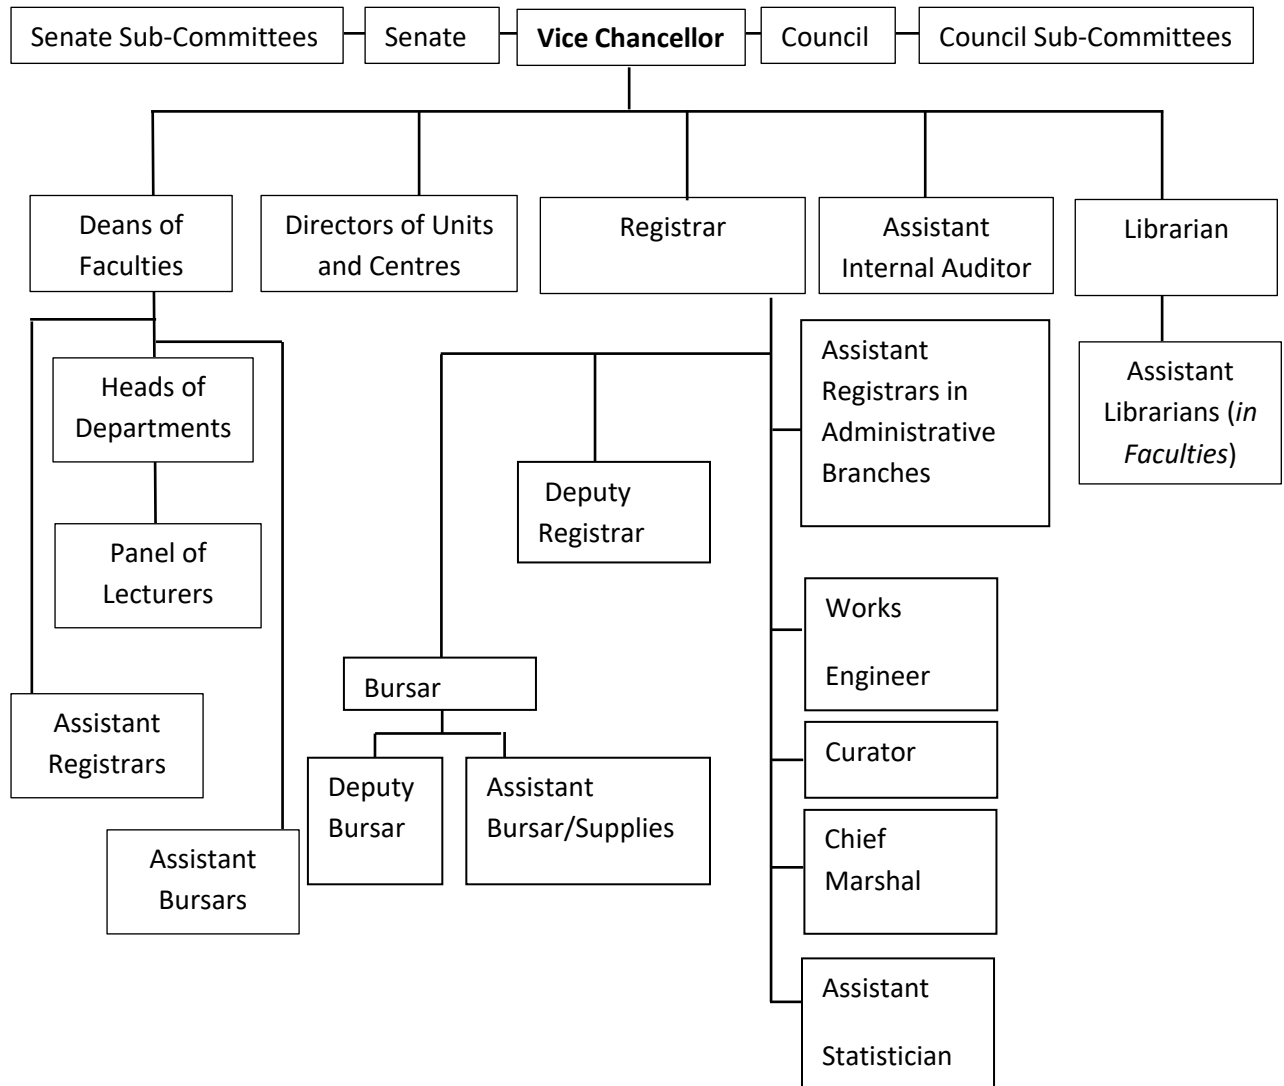 Senate Sub-Committees
Senate
Vice Chancellor
Council
Council Sub-Committees
Deans of
Faculties
Directors of Units
and Centres
Registrar
Assistant
Internal Auditor
Librarian
Heads of
Departments
Panel of
Lecturers
Assistant
Registrars
Assistant
Bursars
Bursar
Deputy
Bursar
Assistant
Bursar/Supplies
Deputy
Registrar
Assistant
Registrars in
Administrative
Branches
Works
Engineer
Curator
Chief
Marshal
Assistant
Statistician
Assistant
Librarians (in
Faculties)